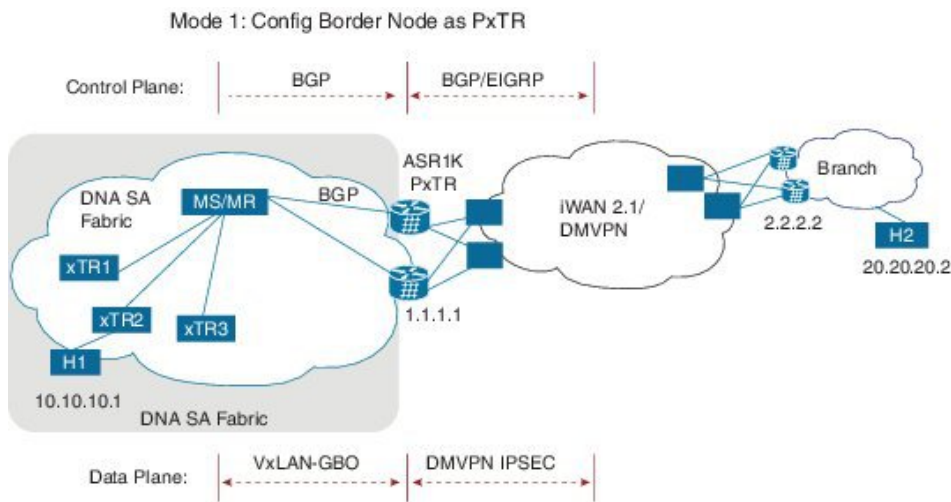 Mode 1: Config Border Node as PxTR
Control Plane:
BGP
BGP/EIGRP
ASR1K
PxTR
DNA SA
Fabric
MS/MR
BGP
iWAN 2.1/
DMVPN
Branch
2.2.2.2
H2
20.20.20.2
xTR1
xTR2
xTR3
1.1.1.1
H1
10.10.10.1
DNA SA Fabric
Data Plane:
VxLAN-GBO
DMVPN IPSEC